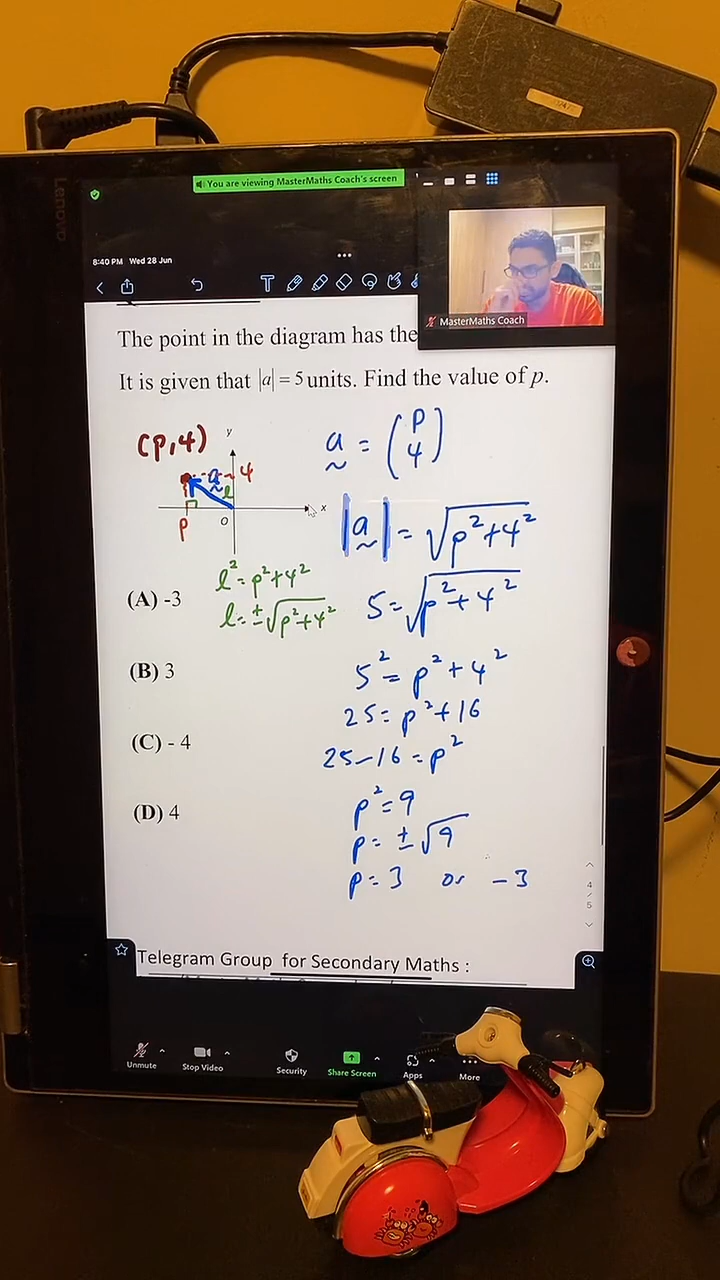 Lenovo
You are viewing MasterMaths Coach's screen
8:40 PM Wed 28 Jun
MasterMaths Coach
The point in the diagram has the
It is given that |a| = 5 units. Find the value of p.
(p,4)
y
a
4
l
x
p
O
a = (p
4)
|a| = √p²+4²
l² = p²+4²
l = ±√p²+4²
5 = √p²+4²
(A) -3
(B) 3
(C) - 4
(D) 4
5² = p²+4²
25 = p²+16
25-16 = p²
p² = 9
p = ±√9
p = 3 or -3
4
/
5
Telegram Group for Secondary Maths :
Unmute
Stop Video
Security
Share Screen
Apps
More